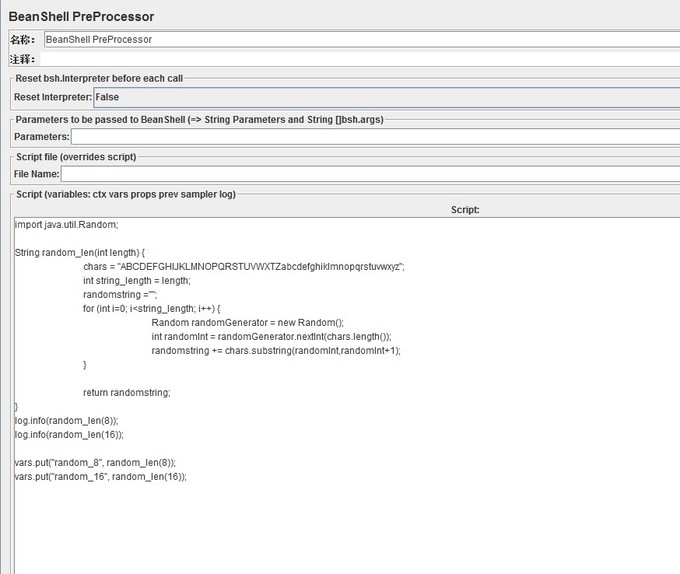 BeanShell PreProcessor
名称： BeanShell PreProcessor
注释：
Reset bsh.Interpreter before each call
Reset Interpreter: False
Parameters to be passed to BeanShell (=> String Parameters and String []bsh.args)
Parameters:
Script file (overrides script)
File Name:
Script (variables: ctx vars props prev sampler log)
Script:
import java.util.Random;
String random_len(int length) {
chars = "ABCDEFGHIJKLMNOPQRSTUVWXTZabcdefghiklmnopqrstuvwxyz";
int string_length = length;
randomstring ="";
for (int i=0; i<string_length; i++) {
Random randomGenerator = new Random();
int randomInt = randomGenerator.nextInt(chars.length());
randomstring += chars.substring(randomInt,randomInt+1);
}
return randomstring;
}
log.info(random_len(8));
log.info(random_len(16));
vars.put("random_8", random_len(8));
vars.put("random_16", random_len(16));